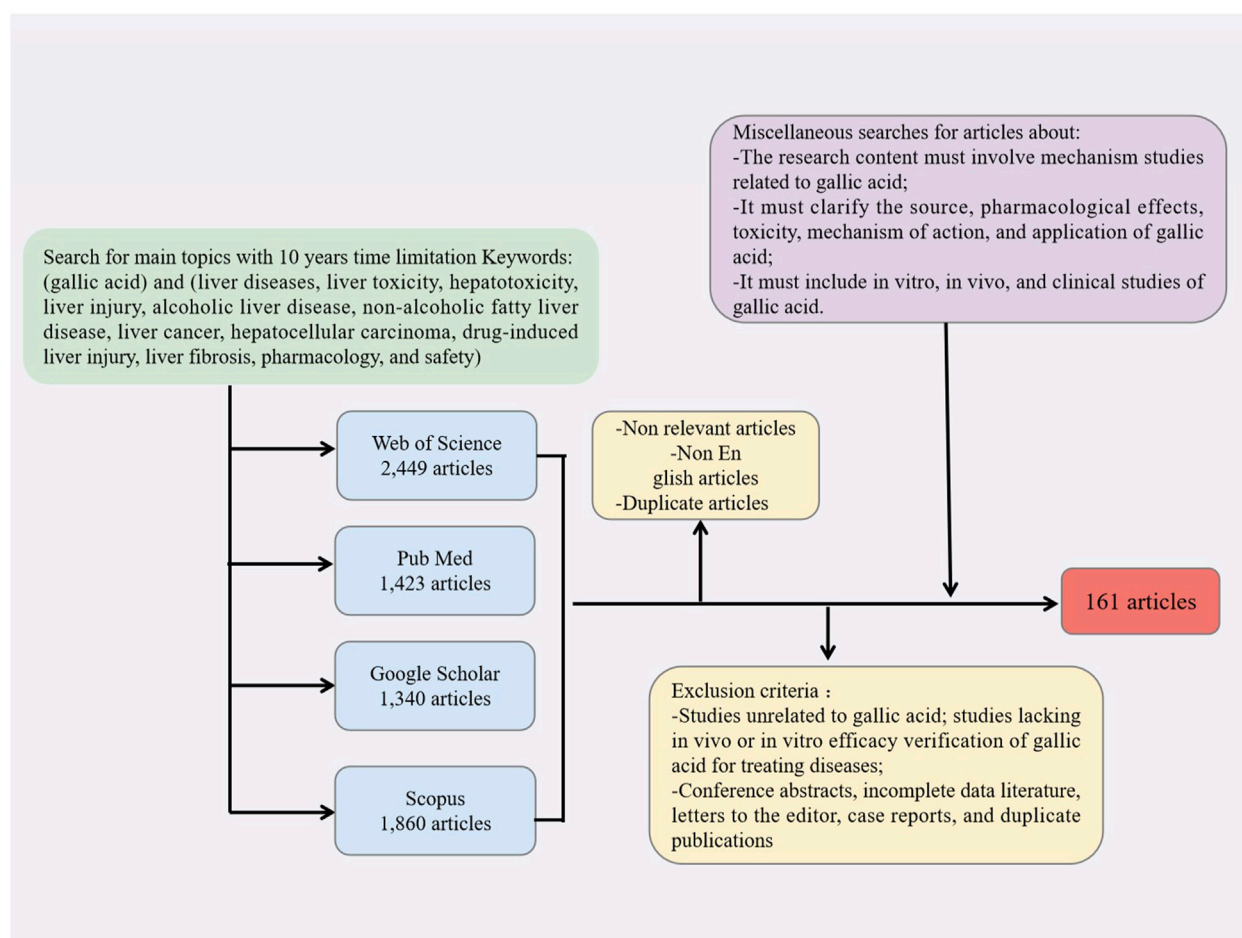 Miscellaneous searches for articles about:
-The research content must involve mechanism studies
related to gallic acid;
-It must clarify the source, pharmacological effects,
toxicity, mechanism of action, and application of gallic
acid;
-It must include in vitro, in vivo, and clinical studies of
gallic acid.
Search for main topics with 10 years time limitation Keywords:
(gallic acid) and (liver diseases, liver toxicity, hepatotoxicity,
liver injury, alcoholic liver disease, non-alcoholic fatty liver
disease, liver cancer, hepatocellular carcinoma, drug-induced
liver injury, liver fibrosis, pharmacology, and safety)
Web of Science
2,449 articles
Pub Med
1,423 articles
Google Scholar
1,340 articles
Scopus
1,860 articles
-Non relevant articles
-Non En
glish articles
-Duplicate articles
161 articles
Exclusion criteria :
-Studies unrelated to gallic acid; studies lacking
in vivo or in vitro efficacy verification of gallic
acid for treating diseases;
-Conference abstracts, incomplete data literature,
letters to the editor, case reports, and duplicate
publications